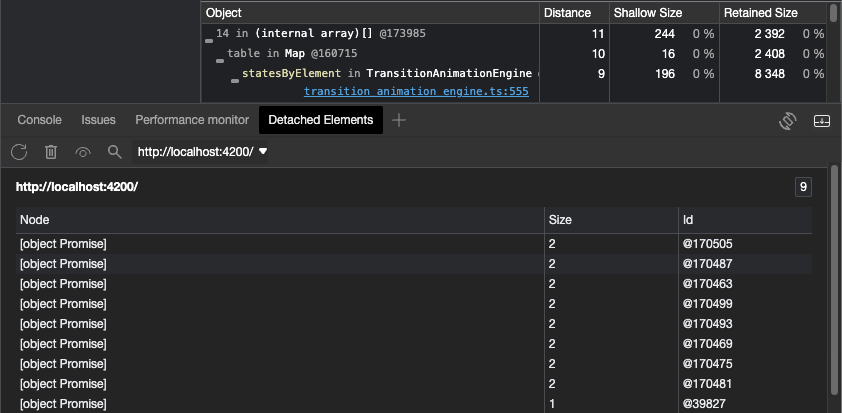 Object Distance Shallow Size Retained Size
14 in (internal array)[] @173985 11 244 0 % 2 392 0 %
table in Map @160715 10 16 0 % 2 408 0 %
statesByElement in TransitionAnimationEngine 9 196 0 % 8 348 0 %
transition_animation_engine.ts:555
Console Issues Performance monitor Detached Elements
http://localhost:4200/
http://localhost:4200/ 9
Node Size Id
[object Promise] 2 @170505
[object Promise] 2 @170487
[object Promise] 2 @170463
[object Promise] 2 @170499
[object Promise] 2 @170493
[object Promise] 2 @170469
[object Promise] 2 @170475
[object Promise] 2 @170481
[object Promise] 1 @39827